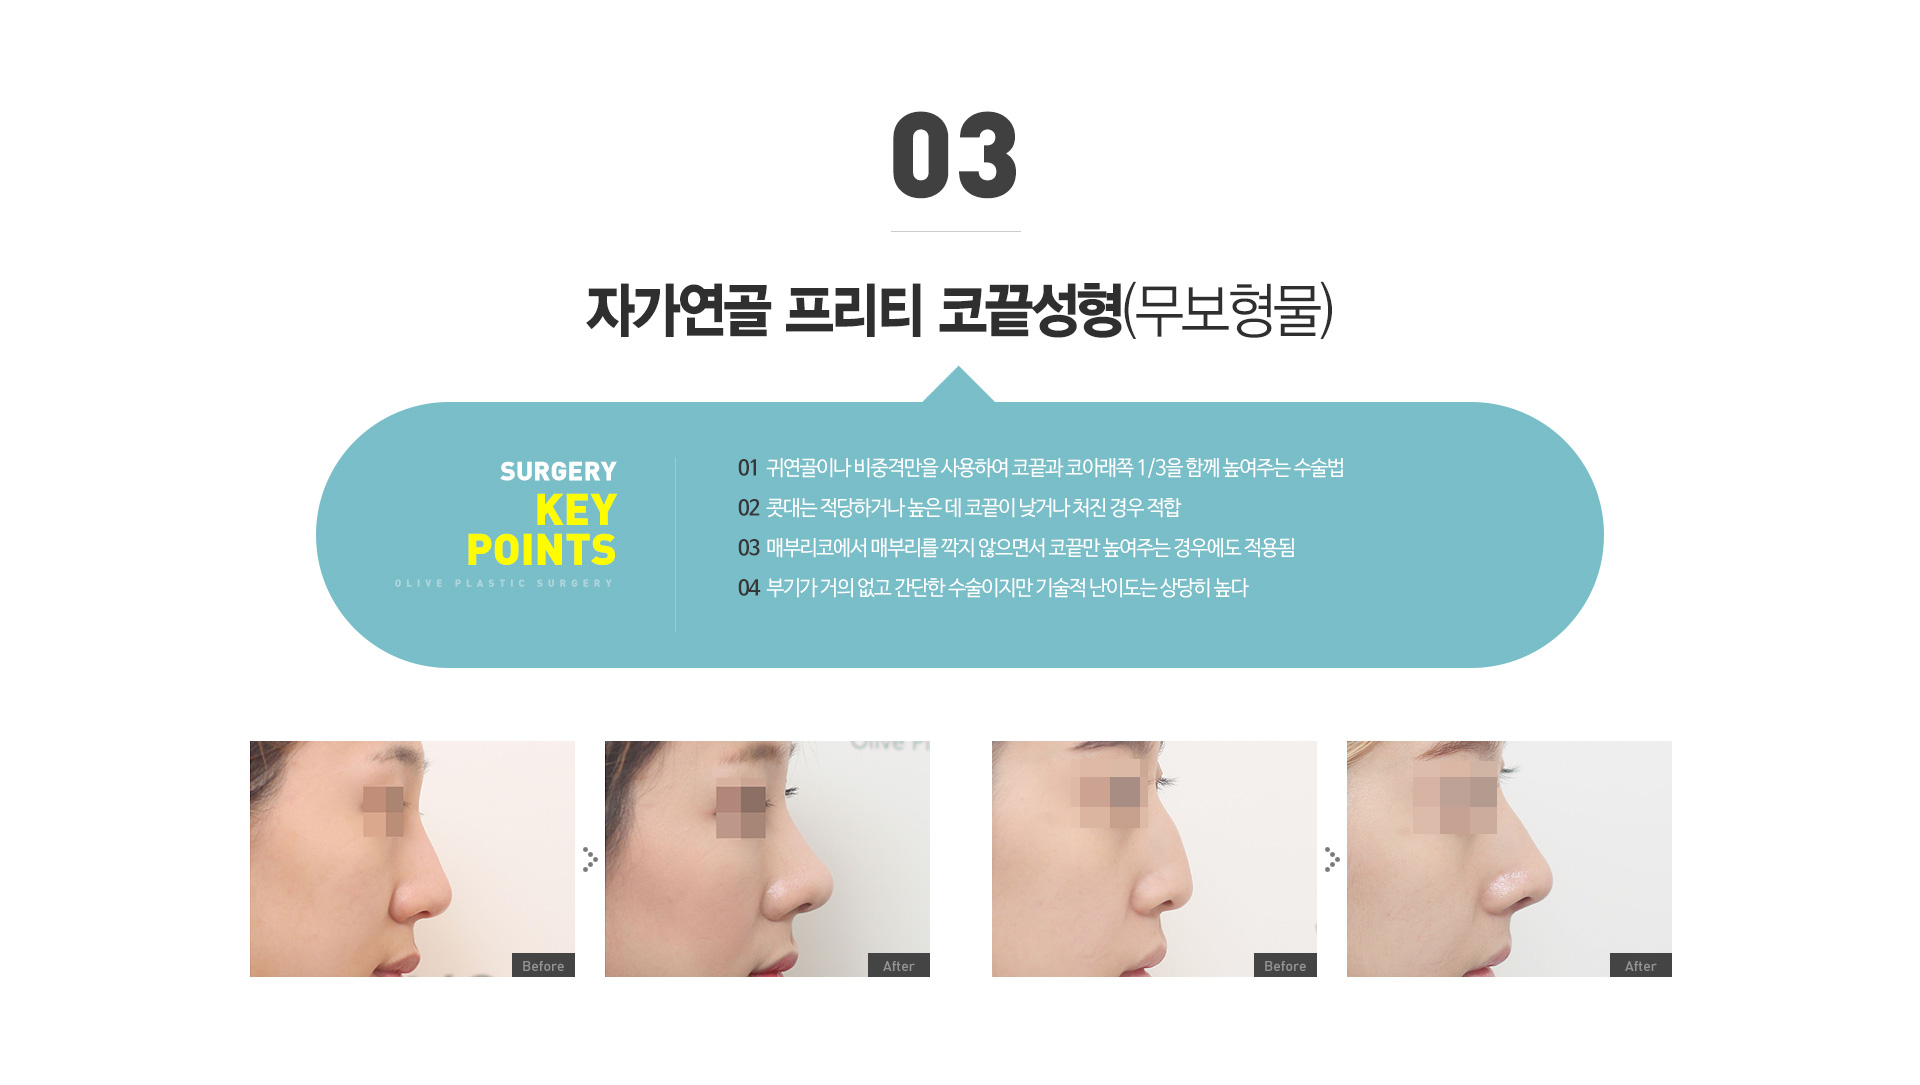 03
자가연골 프리티 코끝성형(무보형물)
SURGERY
KEY
POINTS
OLIVE PLASTIC SURGERY
01 귀연골이나 비중격만을 사용하여 코끝과 코아래쪽 1/3을 함께 높여주는 수술법
02 콧대는 적당하거나 높은 데 코끝이 낮거나 처진 경우 적합
03 매부리코에서 매부리를 깍지 않으면서 코끝만 높여주는 경우에도 적용됨
04 부기가 거의 없고 간단한 수술이지만 기술적 난이도는 상당히 높다
Olive Pl
Before
After
Before
After